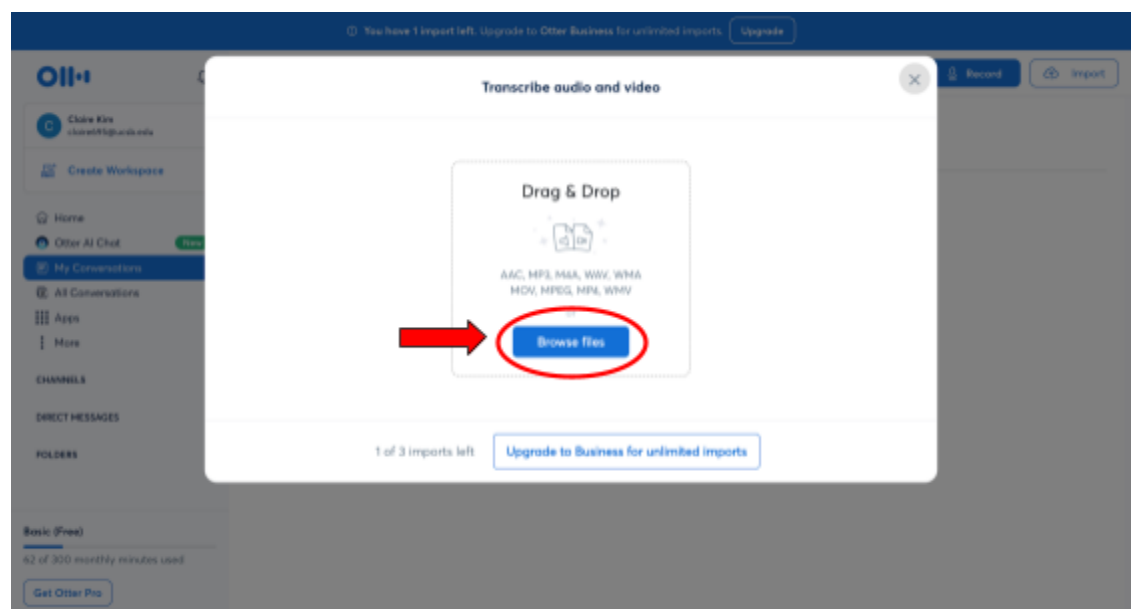 You have 1 import left. Upgrade to Otter Business for unlimited imports. Upgrade
Record
Import
Transcribe audio and video
C
Claire Kim
Create Workspace
Home
Otter AI Chat
New
My Conversations
All Conversations
Apps
More
CHANNELS
DIRECT MESSAGES
FOLDERS
Basic (Free)
62 of 300 monthly minutes used
Get Otter Pro
Drag & Drop
AAC, MP3, M4A, WAV, WMA
MOV, MPEG, MP4, WMV
or
Browse files
1 of 3 imports left
Upgrade to Business for unlimited imports